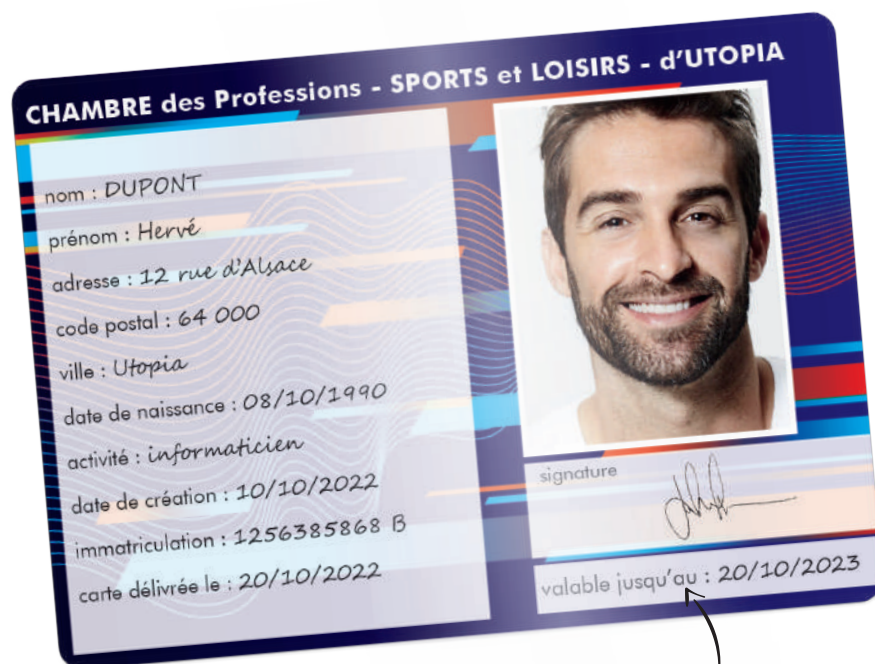 CHAMBRE des Professions - SPORTS et LOISIRS - d'UTOPIA
nom : DUPONT
prénom : Hervé
adresse : 12 rue d'Alsace
code postal : 64 000
ville : Utopia
date de naissance : 08/10/1990
activité : informaticien
date de création : 10/10/2022
immatriculation : 1256385868 B
carte délivrée le : 20/10/2022
signature
valable jusqu'au : 20/10/2023